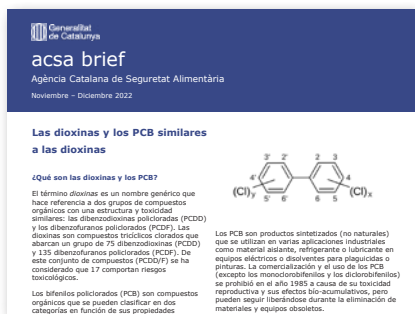 Generalitat
de Catalunya
acsa brief
Agència Catalana de Seguretat Alimentària
Noviembre – Diciembre 2022
Las dioxinas y los PCB similares
a las dioxinas
¿Qué son las dioxinas y los PCB?
El término dioxinas es un nombre genérico que
hace referencia a dos grupos de compuestos
orgánicos con una estructura y toxicidad
similares: las dibenzodioxinas policloradas (PCDD)
y los dibenzofuranos policlorados (PCDF). Las
dioxinas son compuestos tricíclicos clorados que
abarcan un grupo de 75 dibenzodioxinas (PCDD)
y 135 dibenzofuranos policlorados (PCDF). De
este conjunto de compuestos (PCDD/F) se ha
considerado que 17 comportan riesgos
toxicológicos.
Los bifenilos policlorados (PCB) son compuestos
orgánicos que se pueden clasificar en dos
categorías en función de sus propiedades
3' 2' 2 3
4' 4
(Cl)y (Cl)x
5' 6' 6 5
Los PCB son productos sintetizados (no naturales)
que se utilizan en varias aplicaciones industriales
como material aislante, refrigerante o lubricante en
equipos eléctricos o disolventes para plaguicidas o
pinturas. La comercialización y el uso de los PCB
(excepto los monoclorobifenilos y los diclorobifenilos)
se prohibió en el año 1985 a causa de su toxicidad
reproductiva y sus efectos bio-acumulativos, pero
pueden seguir liberándose durante la eliminación de
materiales y equipos obsoletos.